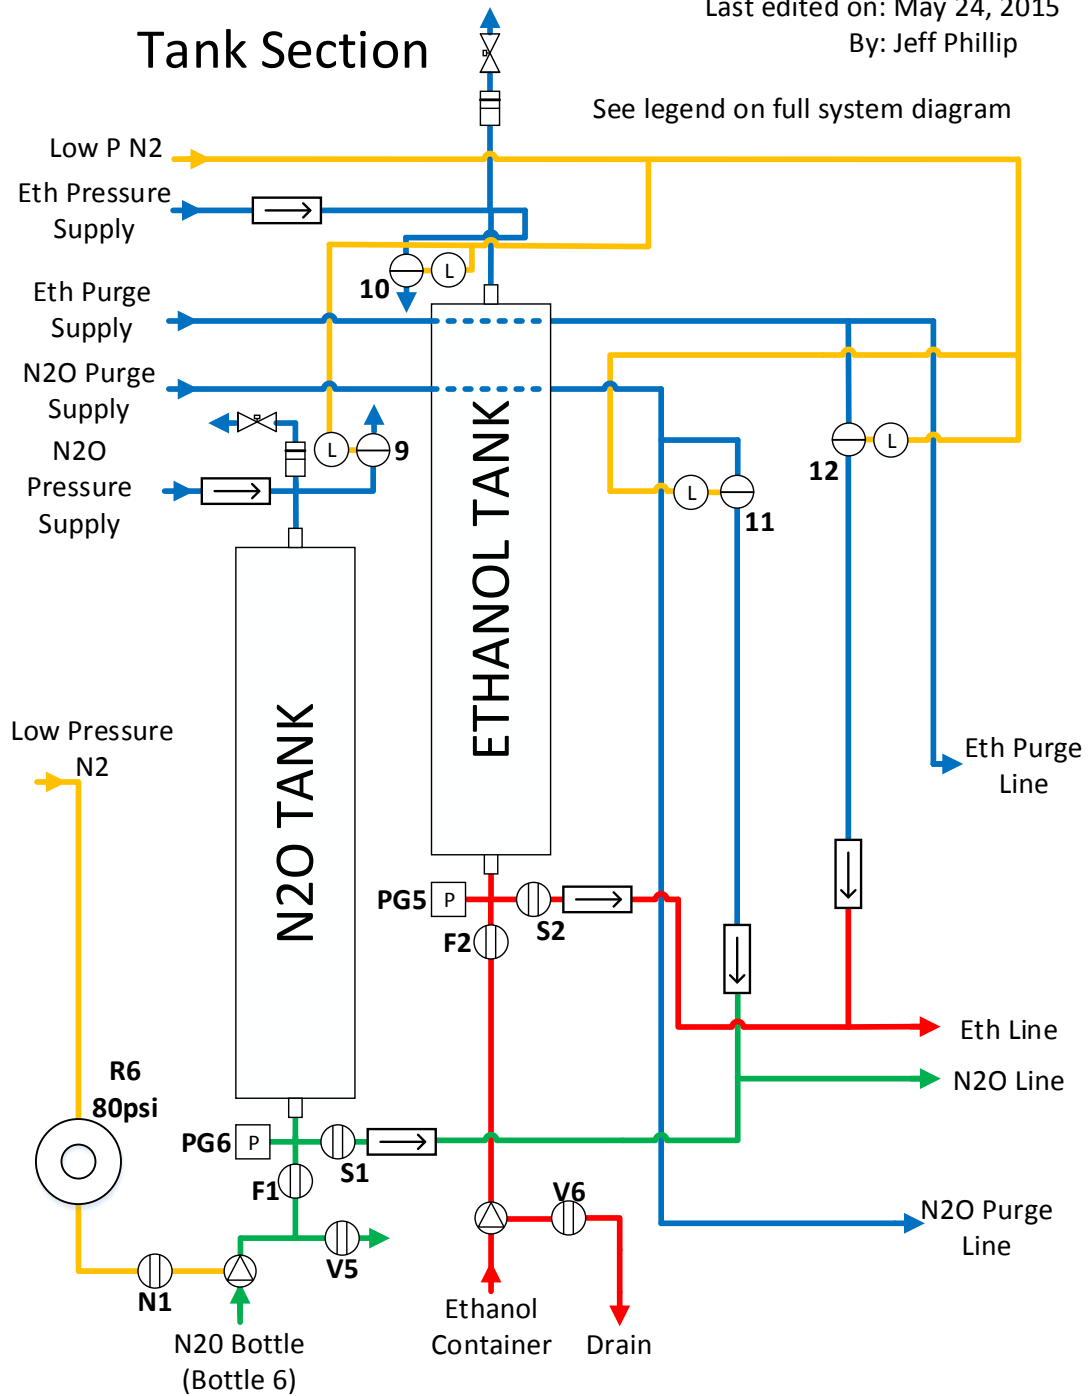 Tank Section
Last edited on: May 24, 2015
By: Jeff Phillip
See legend on full system diagram
Low P N2
Eth Pressure
Supply
L
10
Eth Purge
Supply
N2O Purge
Supply
N2O
Pressure
Supply
L
9
L
12
L
11
ETHANOL TANK
N2O TANK
Low Pressure
N2
Eth Purge
Line
PG5
P
S2
F2
Eth Line
N2O Line
R6
80psi
PG6
P
S1
F1
V6
V5
N1
N2O Purge
Line
Ethanol
Container
Drain
N20 Bottle
(Bottle 6)